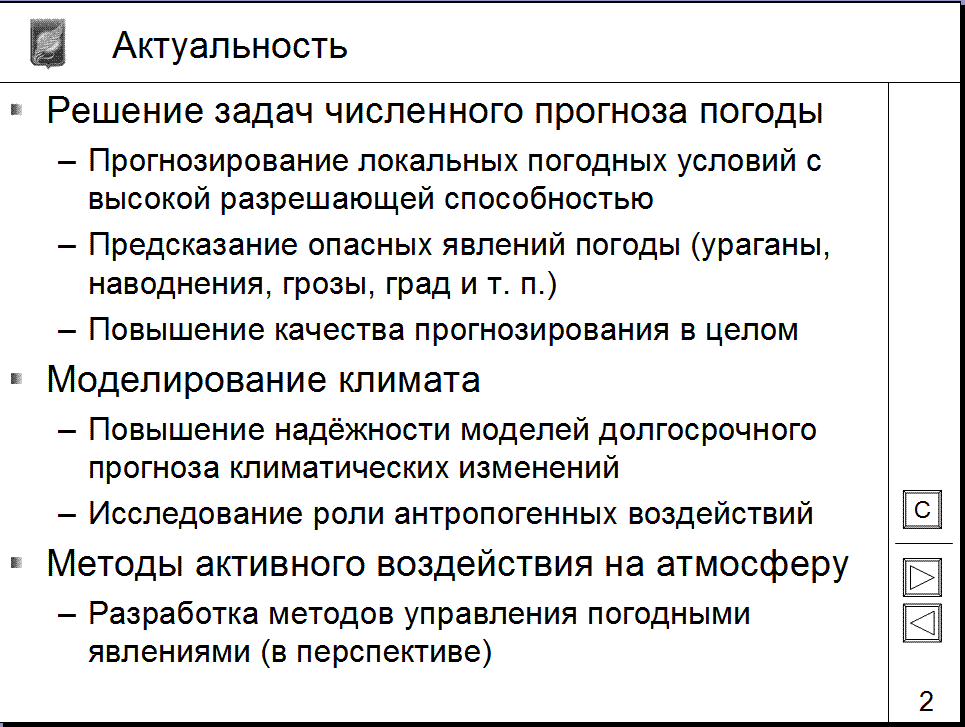 Актуальность
Решение задач численного прогноза погоды
– Прогнозирование локальных погодных условий с
высокой разрешающей способностью
– Предсказание опасных явлений погоды (ураганы,
наводнения, грозы, град и т. п.)
– Повышение качества прогнозирования в целом
Моделирование климата
– Повышение надёжности моделей долгосрочного
прогноза климатических изменений
– Исследование роли антропогенных воздействий
Методы активного воздействия на атмосферу
– Разработка методов управления погодными
явлениями (в перспективе)
С
2